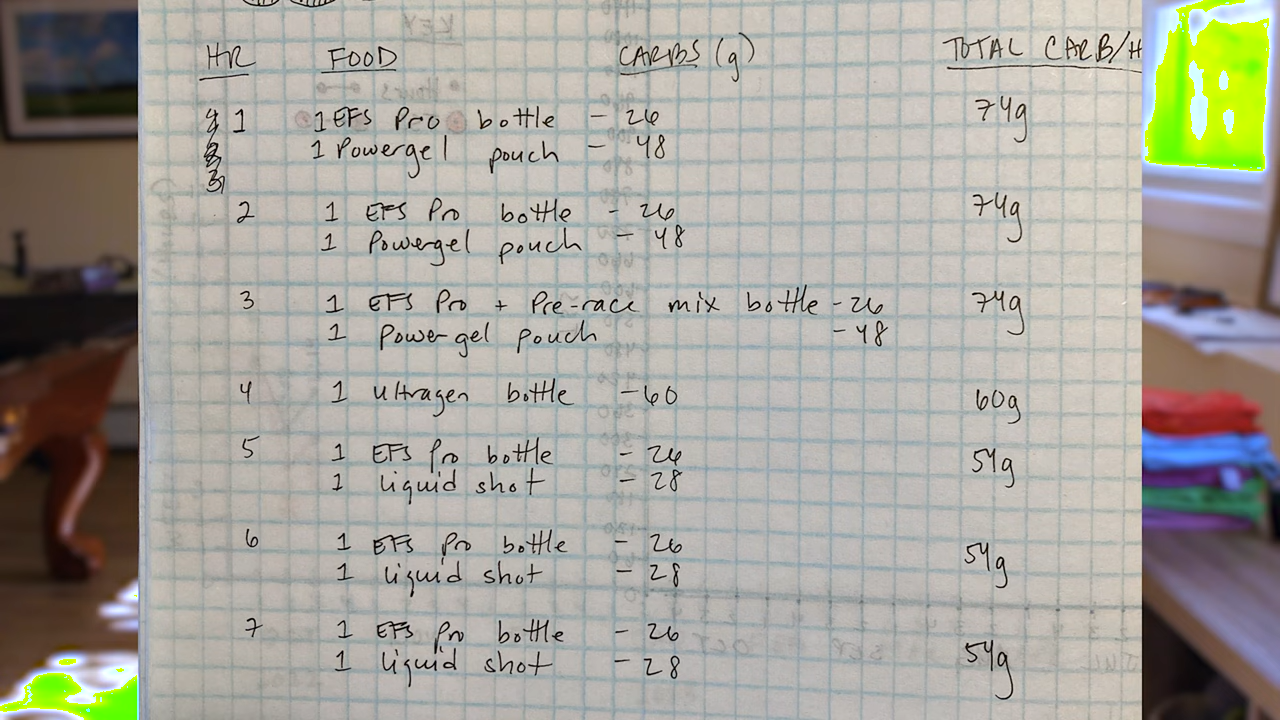 HR FOOD CARBS (g) TOTAL CARB/H
1 1 EFS Pro bottle - 26 74g
1 Powergel pouch - 48
2 1 EFS Pro bottle - 26 74g
1 Powergel pouch - 48
3 1 EFS Pro + Pre-race mix bottle - 26 74g
1 Powergel pouch - 48
4 1 Ultragen bottle - 60 60g
5 1 EFS Pro bottle - 26 54g
1 liquid shot - 28
6 1 EFS Pro bottle - 26 54g
1 liquid shot - 28
7 1 EFS Pro bottle - 26 54g
1 liquid shot - 28